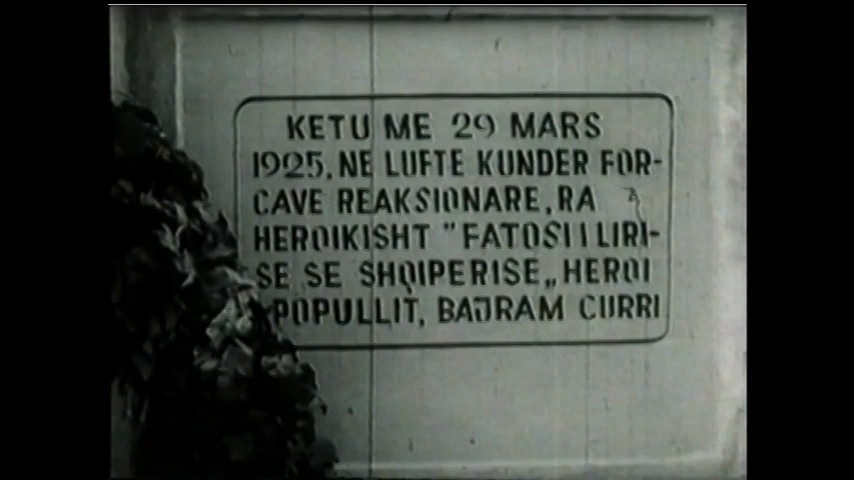 KETU ME 29 MARS
1925, NE LUFTE KUNDER FOR-
CAVE REAKSIONARE, RA
HEROIKISHT "FATOSI I LIRI-
SE SE SHQIPERISE„ HEROI
POPULLIT, BAJRAM CURRI